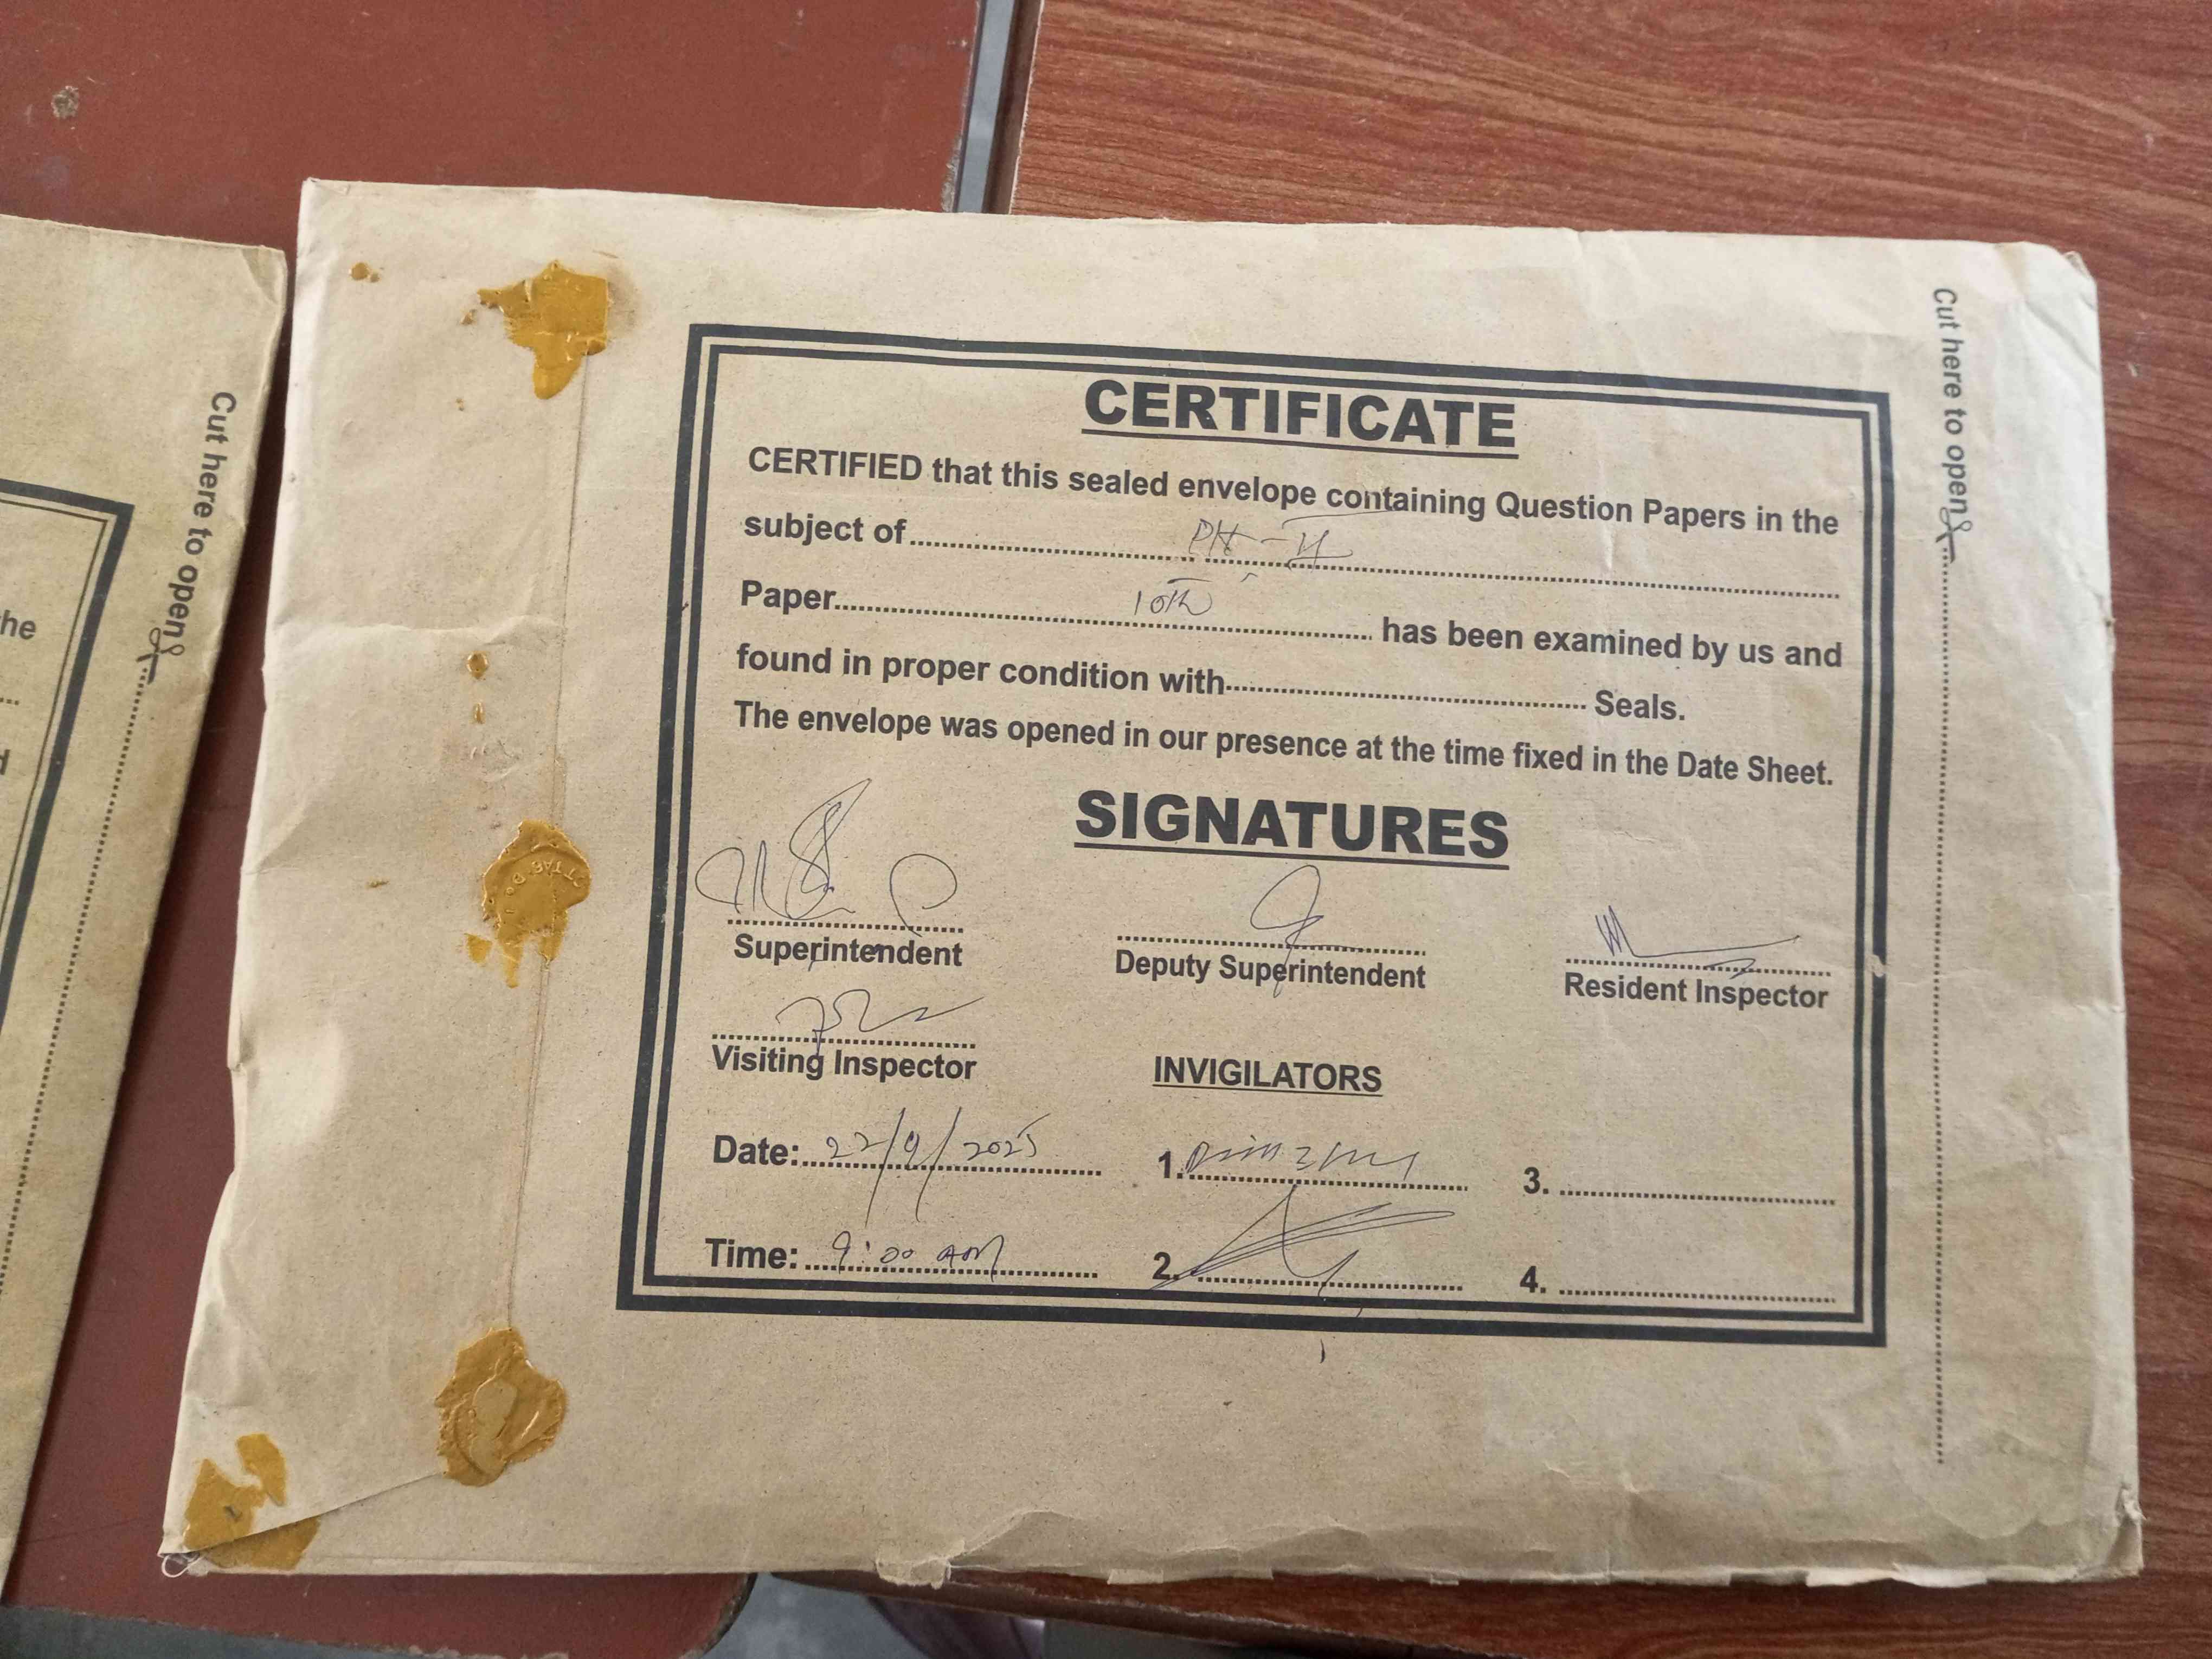 CERTIFICATE
CERTIFIED that this sealed envelope containing Question Papers in the
subject of PH-II
Paper 10th has been examined by us and
found in proper condition with Seals.
The envelope was opened in our presence at the time fixed in the Date Sheet.
SIGNATURES
Superintendent
Deputy Superintendent
Resident Inspector
Visiting Inspector
INVIGILATORS
Date: 22/9/2025 1. 3.
Time: 9:00 AM 2. 4.
Cut here to open
Cut here to open
he